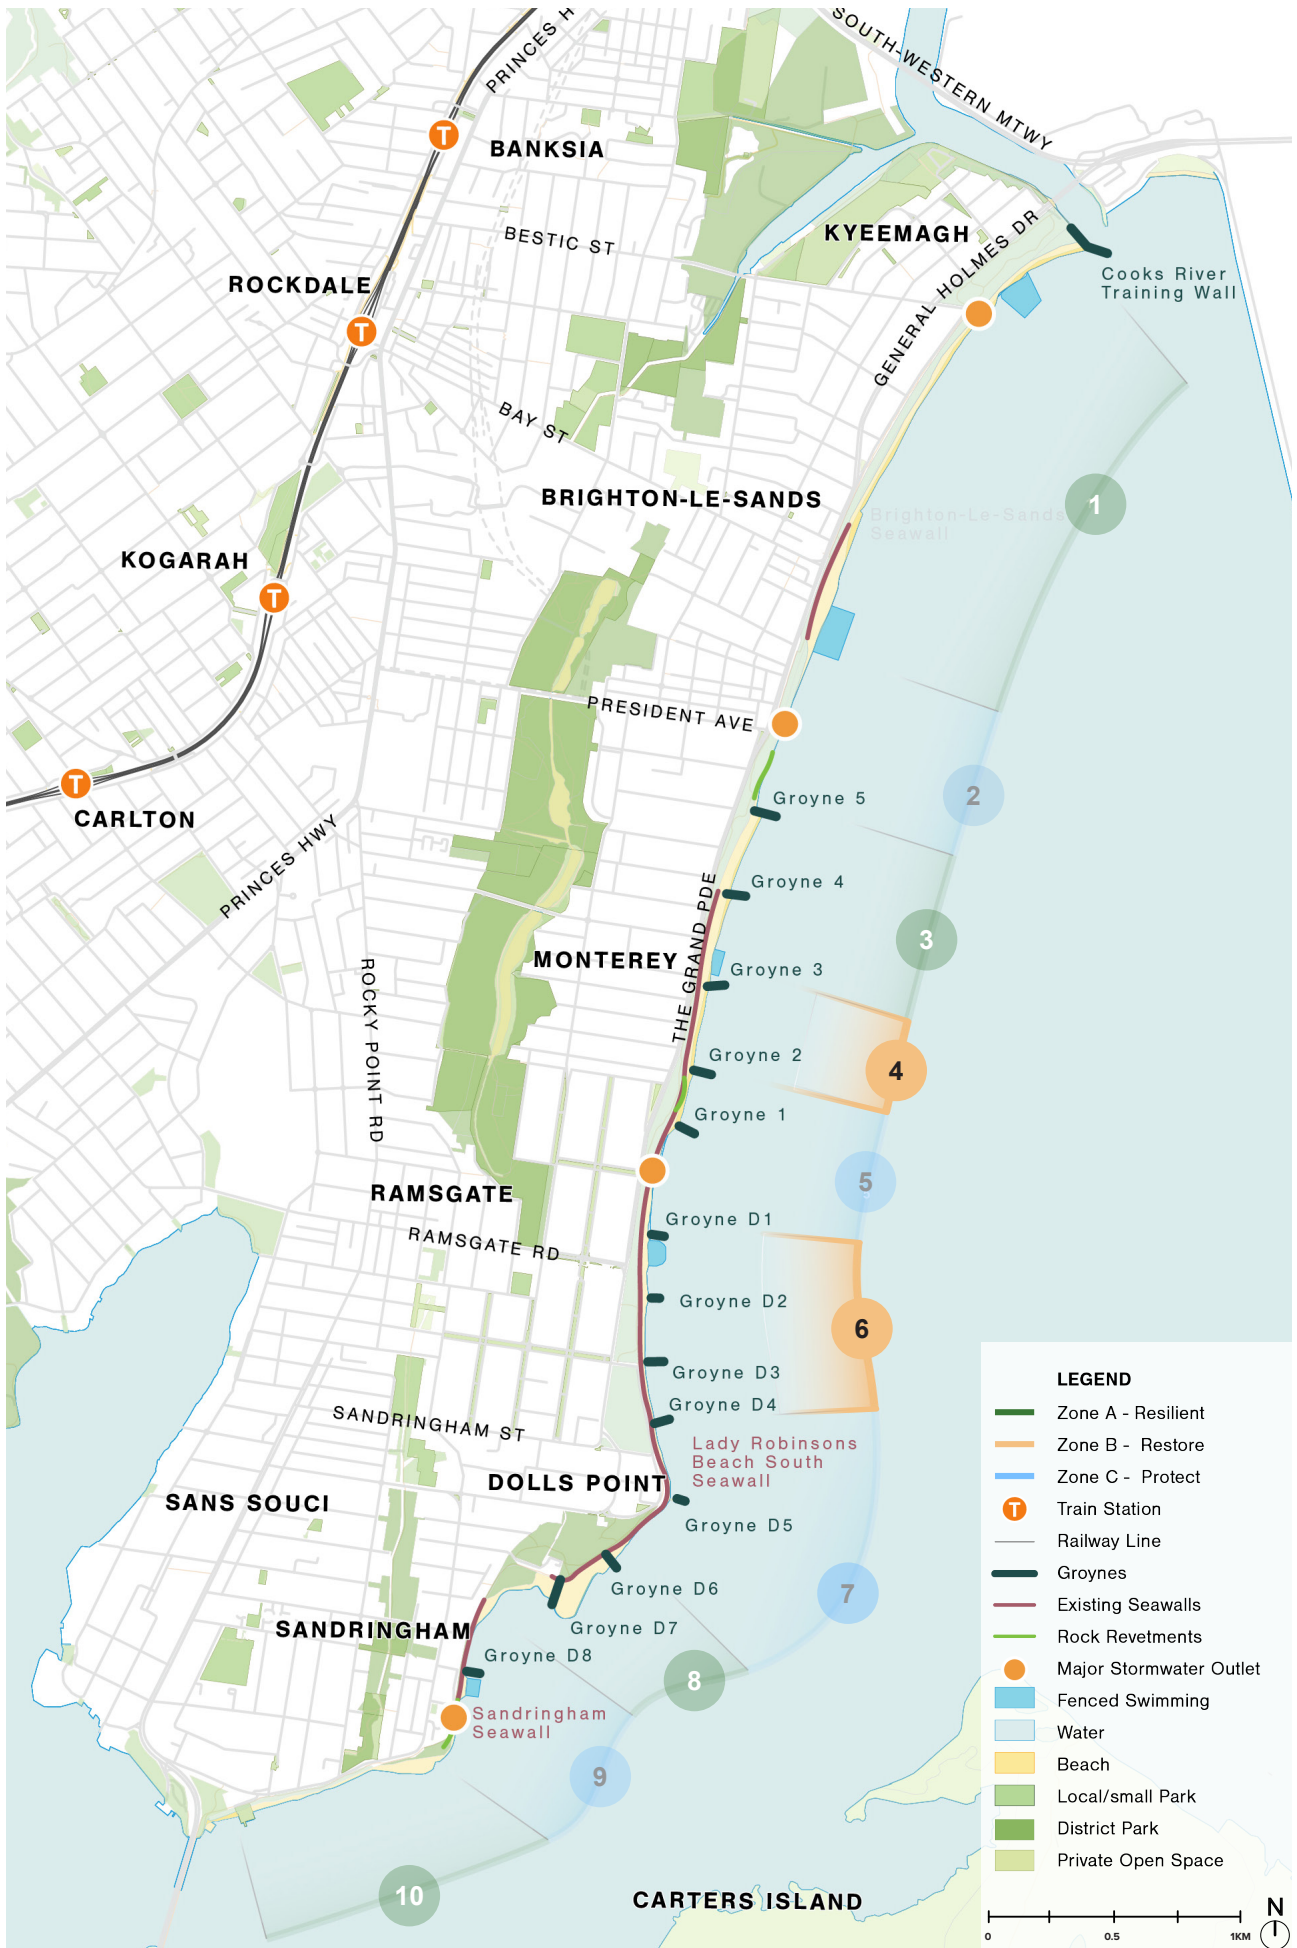 SOUTH-WESTERN MTWY
PRINCES H
T
BANKSIA
BESTIC ST
KYEEMAGH
GENERAL HOLMES DR
Cooks River
Training Wall
ROCKDALE
T
BAY ST
BRIGHTON-LE-SANDS
1
Brighton-Le-Sands
Seawall
KOGARAH
T
PRESIDENT AVE
T
CARLTON
2
Groyne 5
PRINCES HWY
Groyne 4
THE GRAND PDE
3
MONTEREY
Groyne 3
ROCKY POINT RD
Groyne 2
4
Groyne 1
5
RAMSGATE
Groyne D1
RAMSGATE RD
Groyne D2
6
Groyne D3
Groyne D4
SANDRINGHAM ST
Lady Robinsons
Beach South
Seawall
DOLLS POINT
SANS SOUCI
Groyne D5
Groyne D6
7
Groyne D7
SANDRINGHAM
Groyne D8
8
Sandringham
Seawall
9
10
CARTERS ISLAND
LEGEND
Zone A - Resilient
Zone B - Restore
Zone C - Protect
T Train Station
Railway Line
Groynes
Existing Seawalls
Rock Revetments
Major Stormwater Outlet
Fenced Swimming
Water
Beach
Local/small Park
District Park
Private Open Space
N
0 0.5 1KM